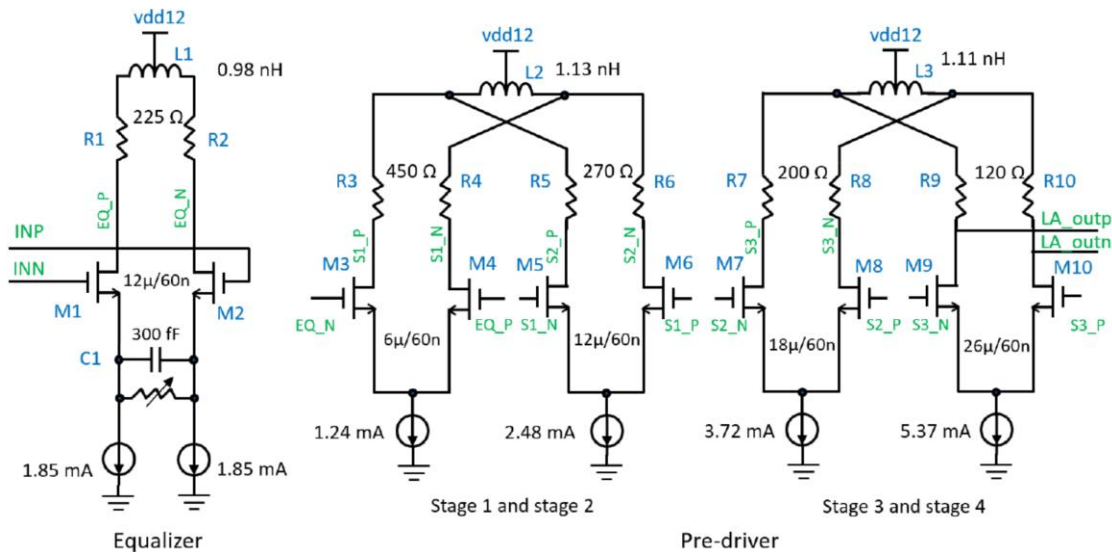 vdd12
L1
0.98 nH
225 Ω
R1
R2
EQ_P
EQ_N
INP
INN
12μ/60n
M1
M2
300 fF
C1
1.85 mA
1.85 mA
Equalizer
vdd12
L2
1.13 nH
R3
450 Ω
R4
R5
270 Ω
R6
S1_P
S1_N
S2_P
S2_N
M3
M4
M5
M6
EQ_N
EQ_P
S1_N
S1_P
6μ/60n
12μ/60n
1.24 mA
2.48 mA
Stage 1 and stage 2
vdd12
L3
1.11 nH
R7
200 Ω
R8
R9
120 Ω
R10
S3_P
S3_N
LA_outp
LA_outn
M7
M8
M9
M10
S2_N
S2_P
S3_N
S3_P
18μ/60n
26μ/60n
3.72 mA
5.37 mA
Stage 3 and stage 4
Pre-driver